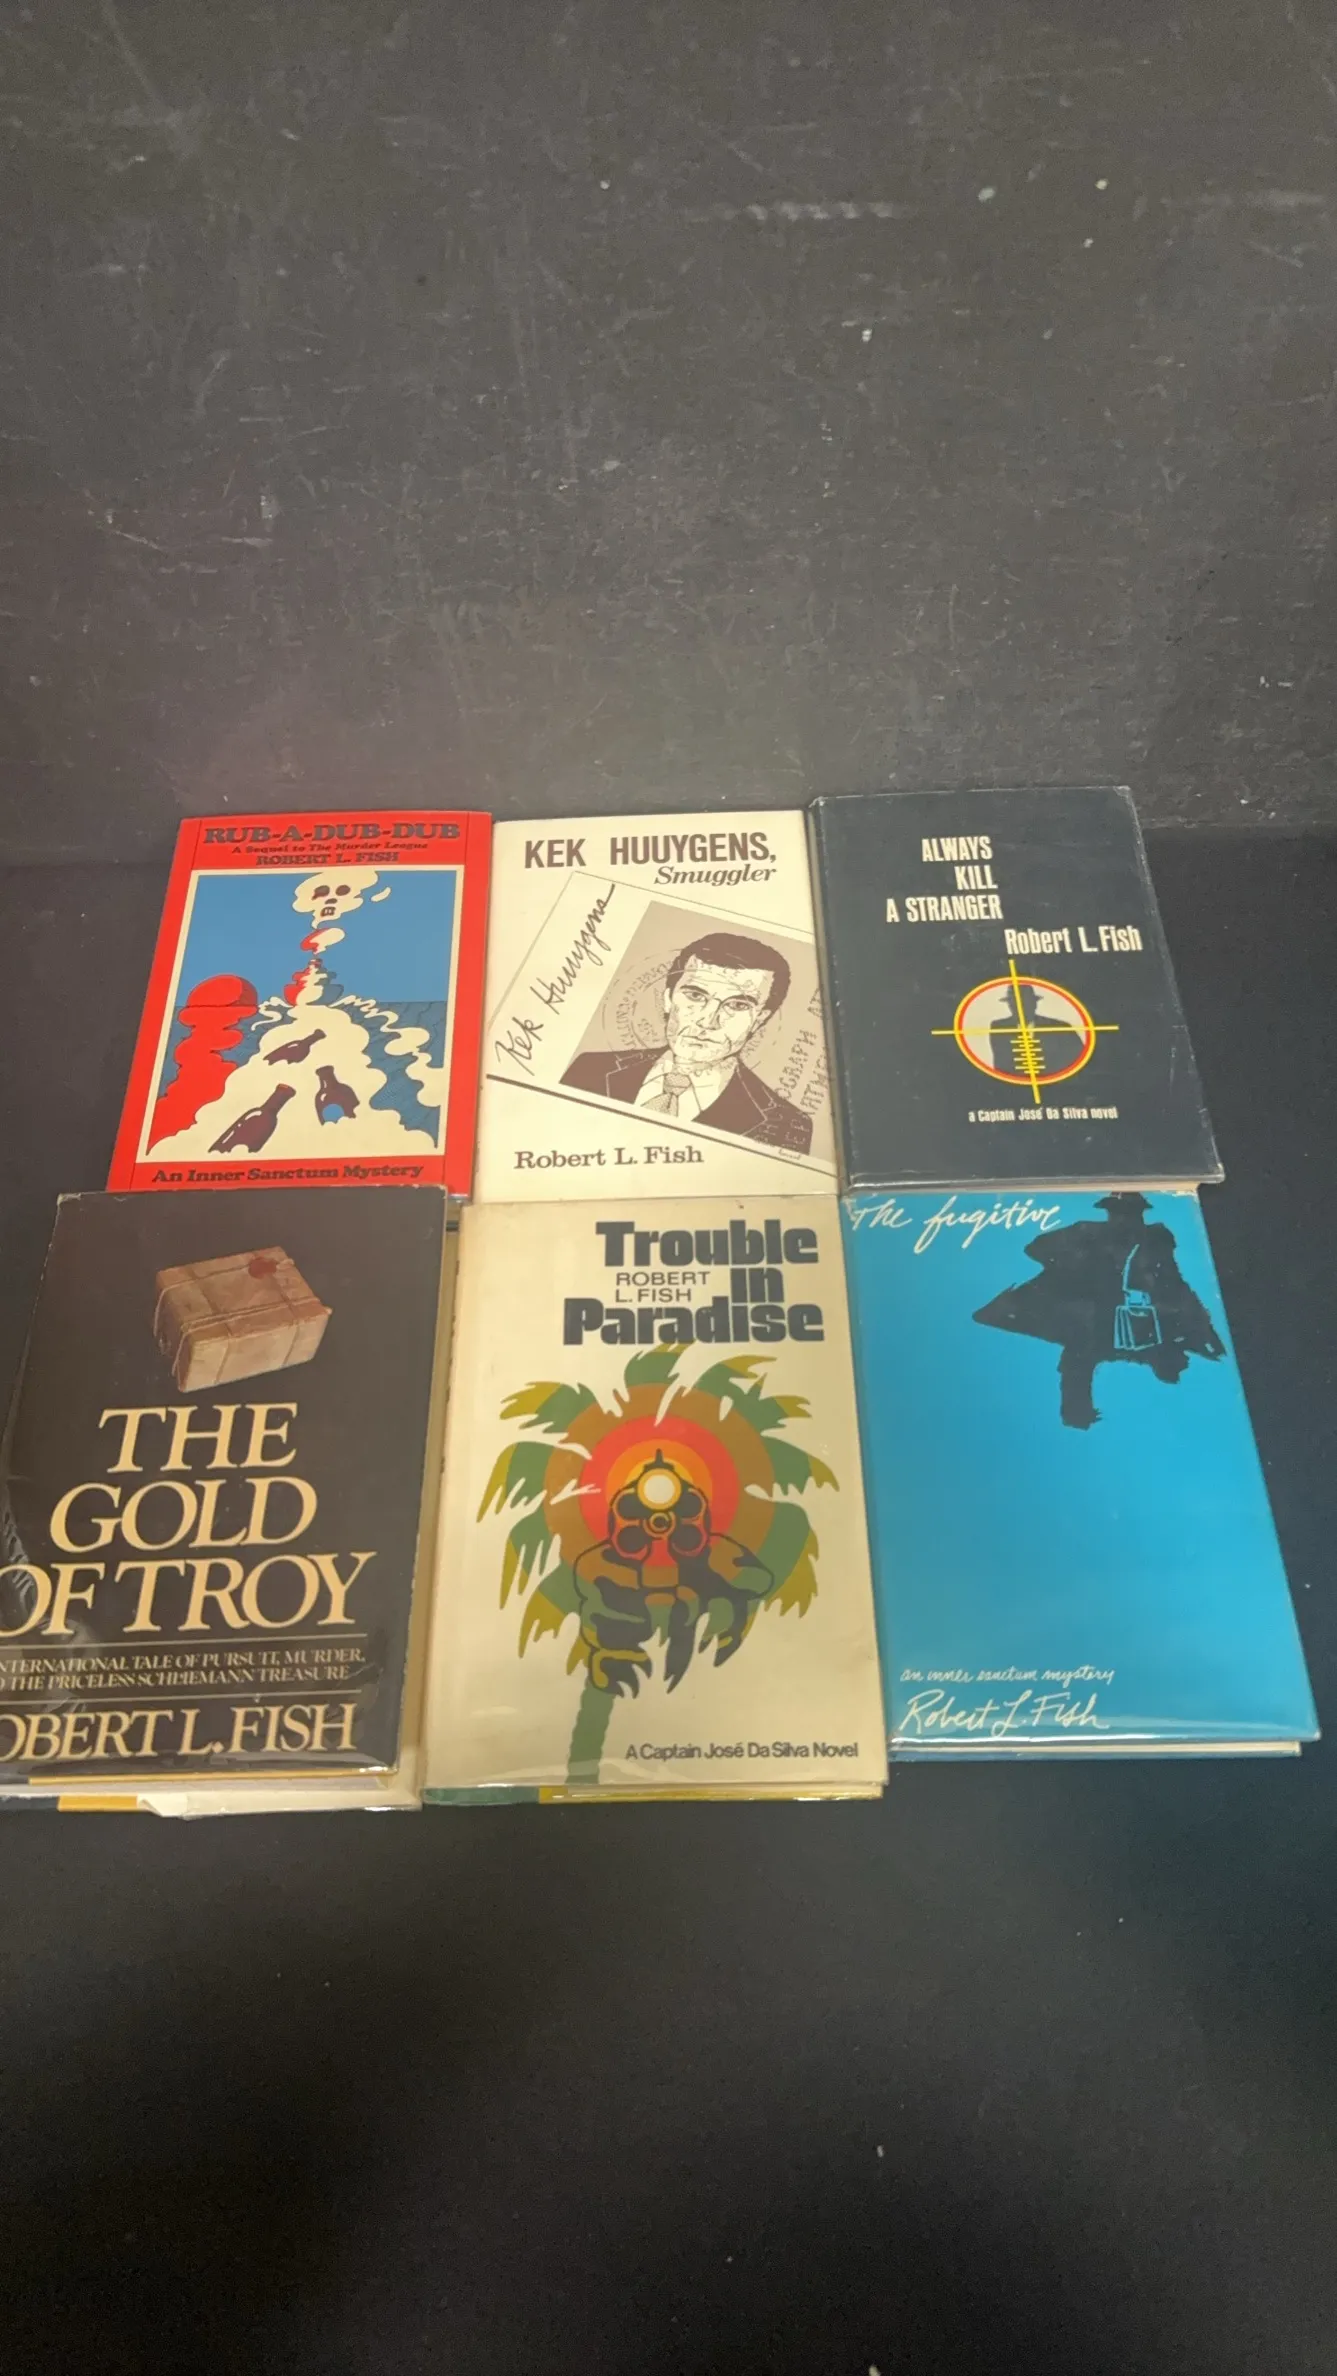 RUB-A-DUB-DUB
A Sequel to The Murder League
ROBERT L. FISH
An Inner Sanctum Mystery
KEK HUUYGENS,
Smuggler
Kek Huuygens
Robert L. Fish
ALWAYS
KILL
A STRANGER
Robert L. Fish
a Captain José Da Silva novel
THE
GOLD
OF TROY
INTERNATIONAL TALE OF PURSUIT, MURDER,
THE PRICELESS SCHLIEMANN TREASURE
OBERT L. FISH
Trouble
ROBERT
L. FISH
in
Paradise
A Captain José Da Silva Novel
The fugitive
an inner sanctum mystery
Robert L. Fish